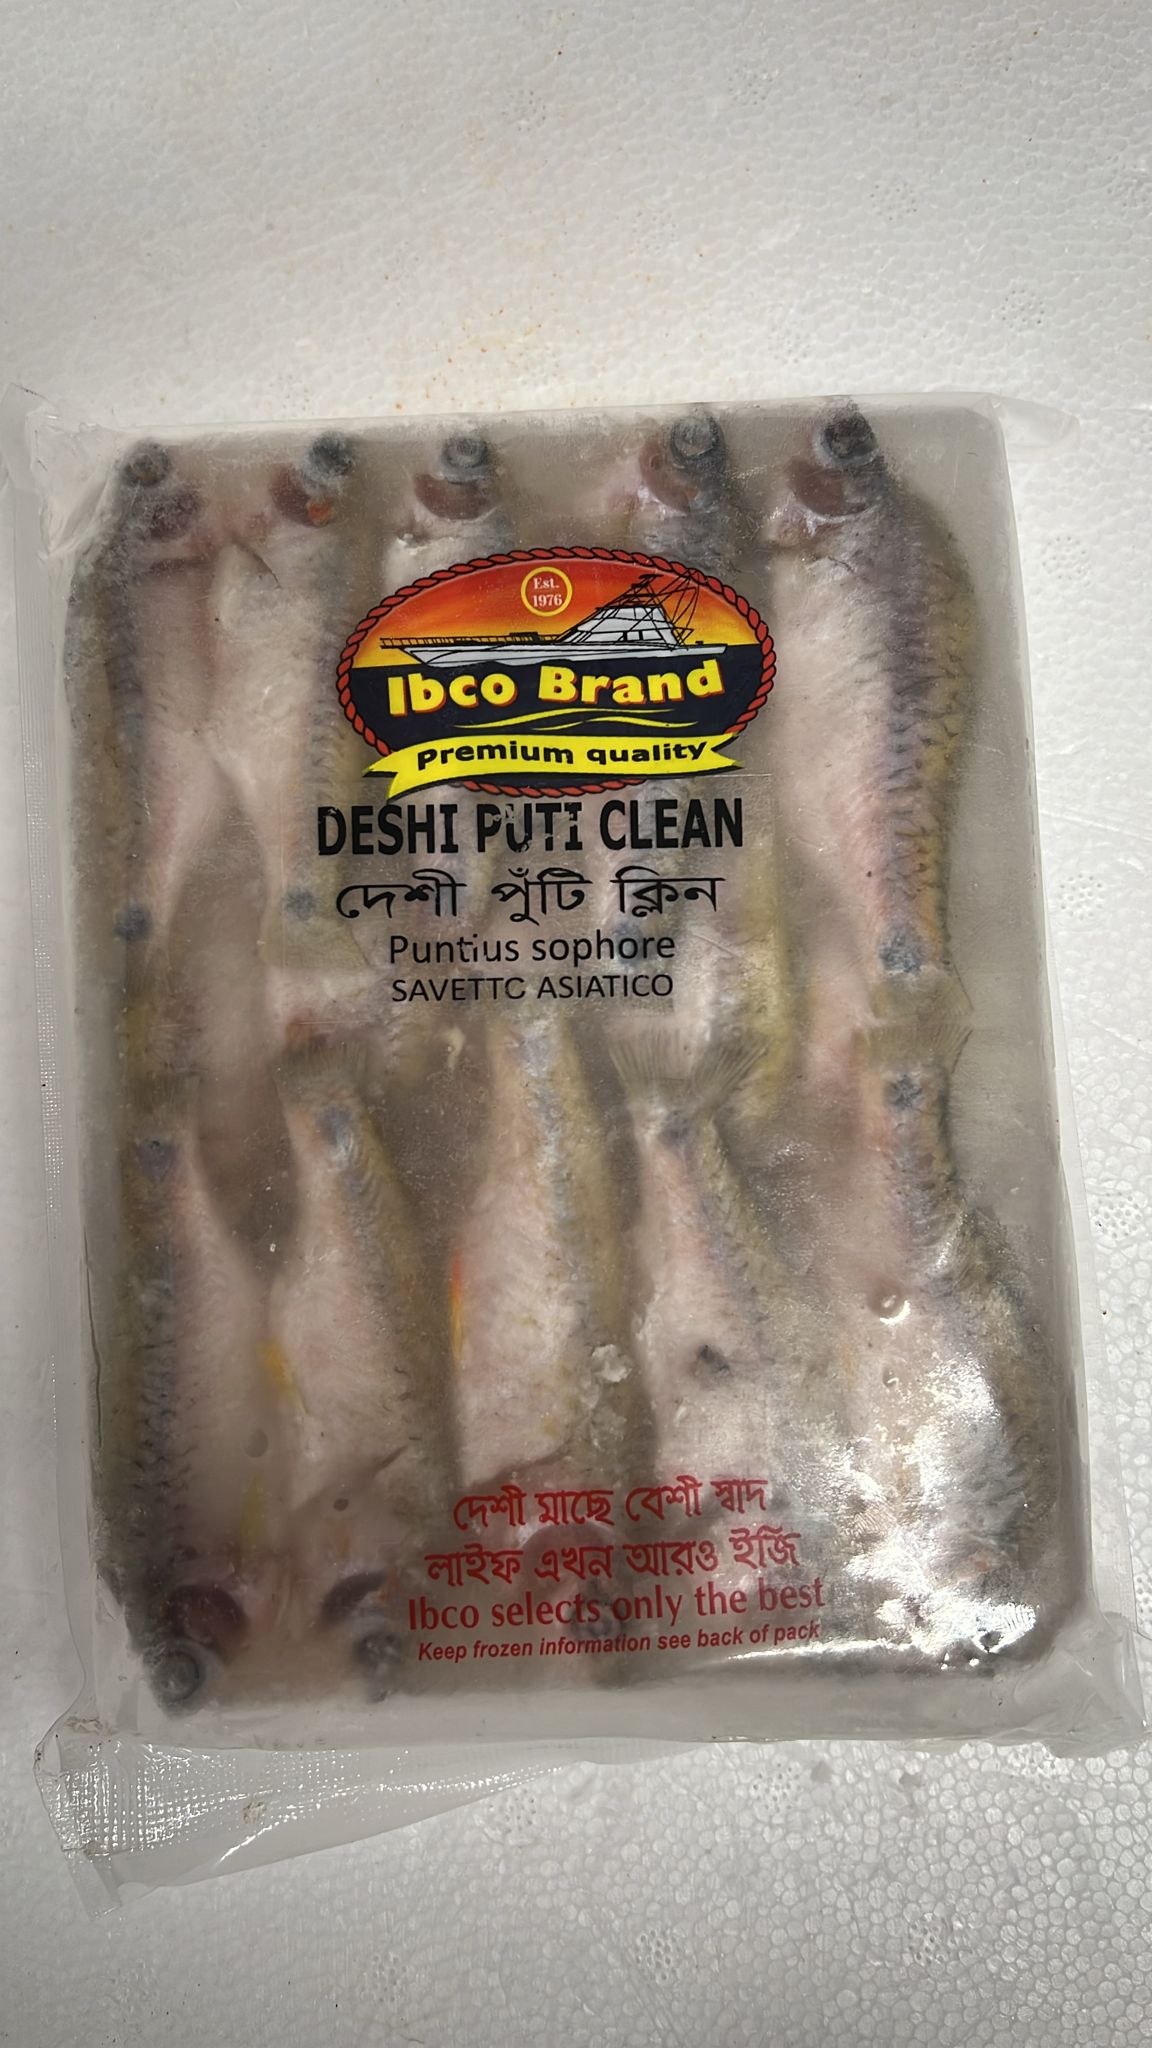 Est.
1976
Ibco Brand
Premium quality
DESHI PUTI CLEAN
দেশী পুঁটি ক্লিন
Puntius sophore
SAVETTO ASIATICO
দেশী মাছে বেশী স্বাদ
লাইফ এখন আরও ইজি
Ibco selects only the best
Keep frozen information see back of pack